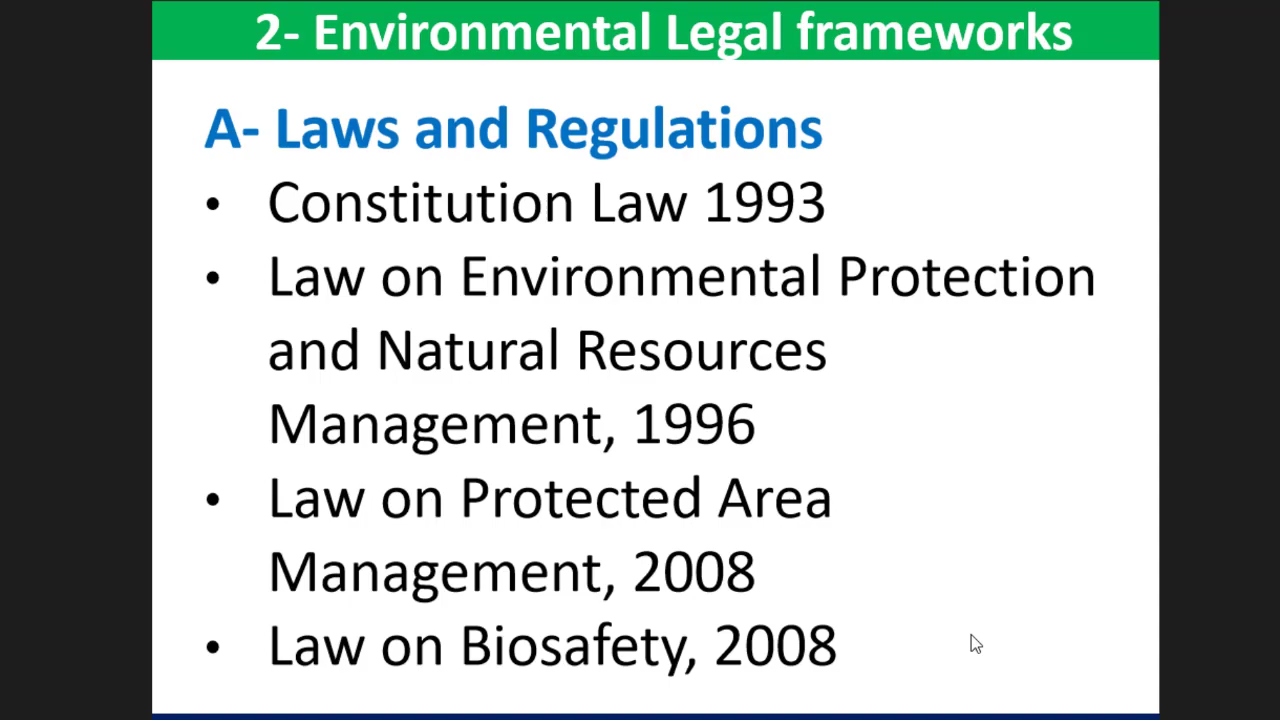 2- Environmental Legal frameworks
A- Laws and Regulations
• Constitution Law 1993
• Law on Environmental Protection
and Natural Resources
Management, 1996
• Law on Protected Area
Management, 2008
• Law on Biosafety, 2008